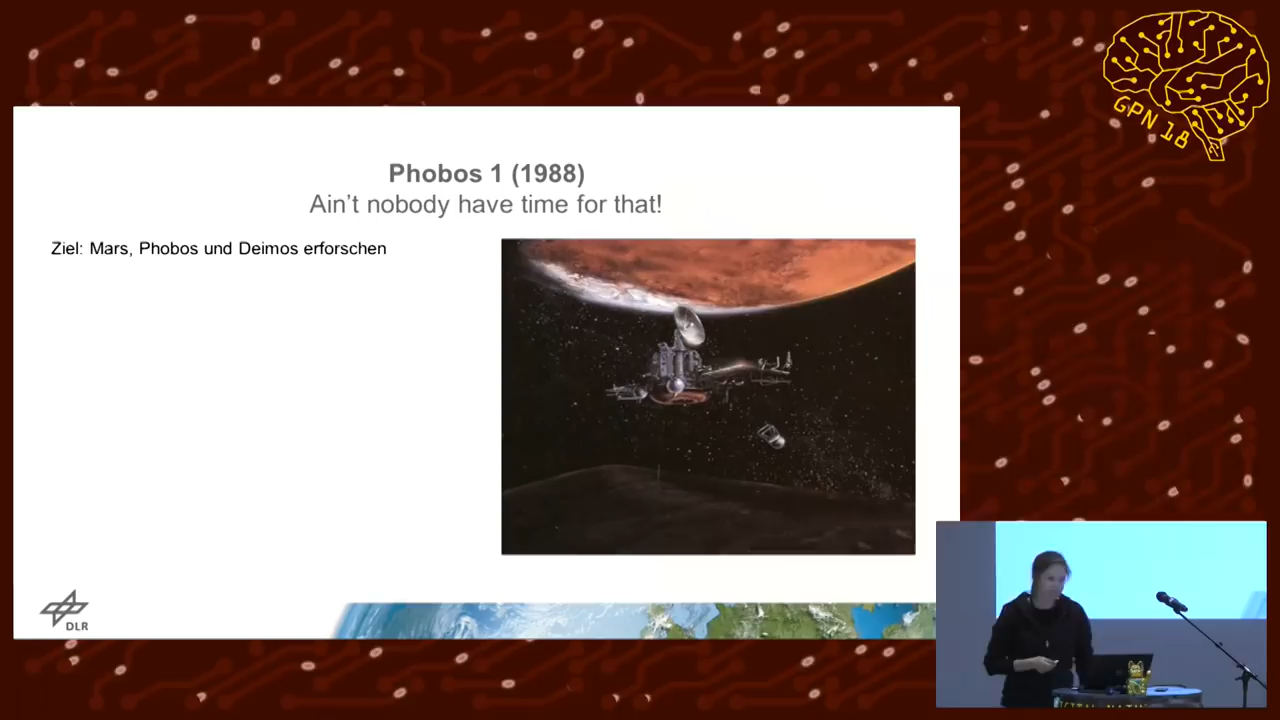 GPN 18
Phobos 1 (1988)
Ain't nobody have time for that!
Ziel: Mars, Phobos und Deimos erforschen
DLR